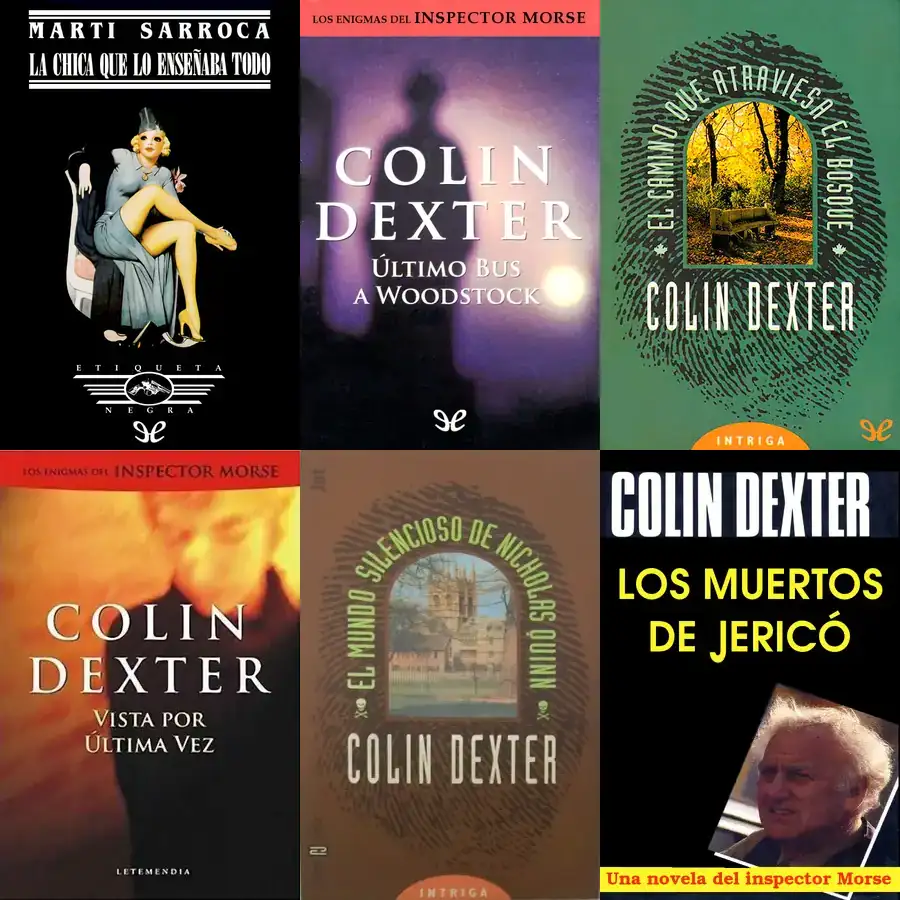 MARTI SARROCA
LA CHICA QUE LO ENSEÑABA TODO
ETIQUETA
NEGRA
LOS ENIGMAS DEL INSPECTOR MORSE
COLIN
DEXTER
ÚLTIMO BUS
A WOODSTOCK
EL CAMINO QUE ATRAVIESA EL BOSQUE
COLIN DEXTER
INTRIGA
LOS ENIGMAS DEL INSPECTOR MORSE
COLIN
DEXTER
VISTA POR
ÚLTIMA VEZ
LETEMENDIA
EL MUNDO SILENCIOSO DE NICHOLAS QUINN
COLIN DEXTER
INTRIGA
COLIN DEXTER
LOS MUERTOS
DE JERICÓ
Una novela del inspector Morse